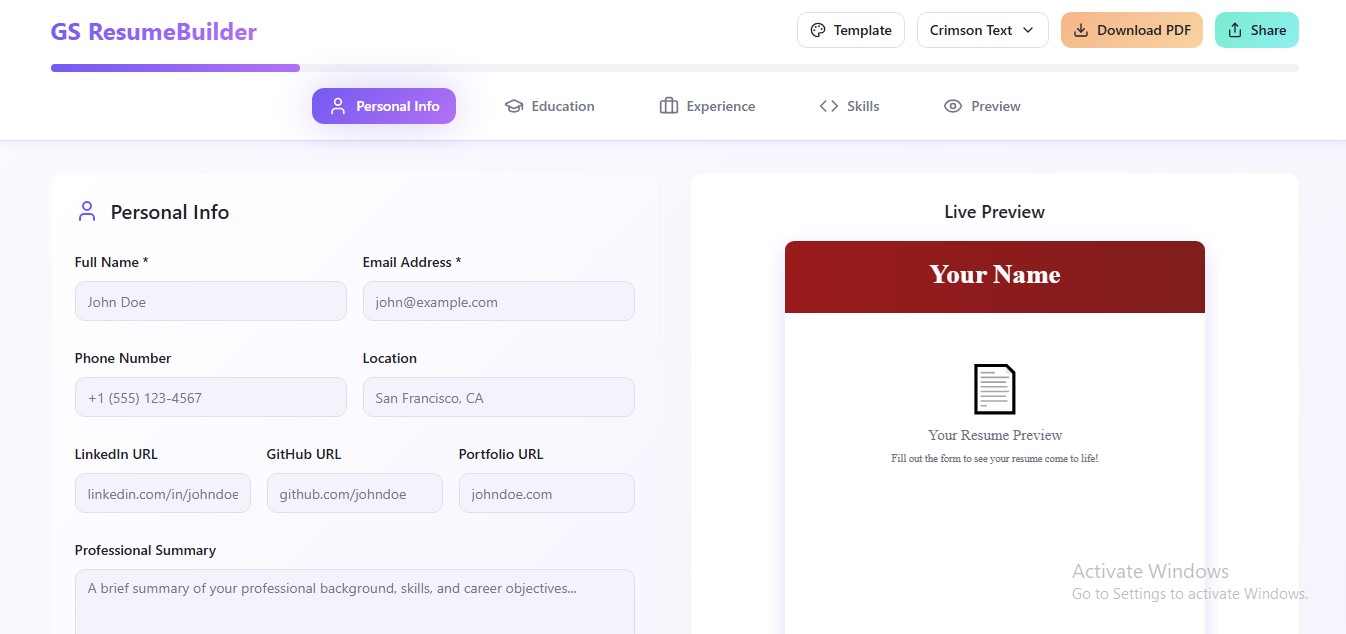 GS ResumeBuilder
Template
Crimson Text
Download PDF
Share
Personal Info
Education
Experience
Skills
Preview
Personal Info
Full Name *
Email Address *
John Doe
john@example.com
Phone Number
Location
+1 (555) 123-4567
San Francisco, CA
LinkedIn URL
GitHub URL
Portfolio URL
linkedin.com/in/johndoe
github.com/johndoe
johndoe.com
Professional Summary
A brief summary of your professional background, skills, and career objectives...
Live Preview
Your Name
Your Resume Preview
Fill out the form to see your resume come to life!
Activate Windows
Go to Settings to activate Windows.